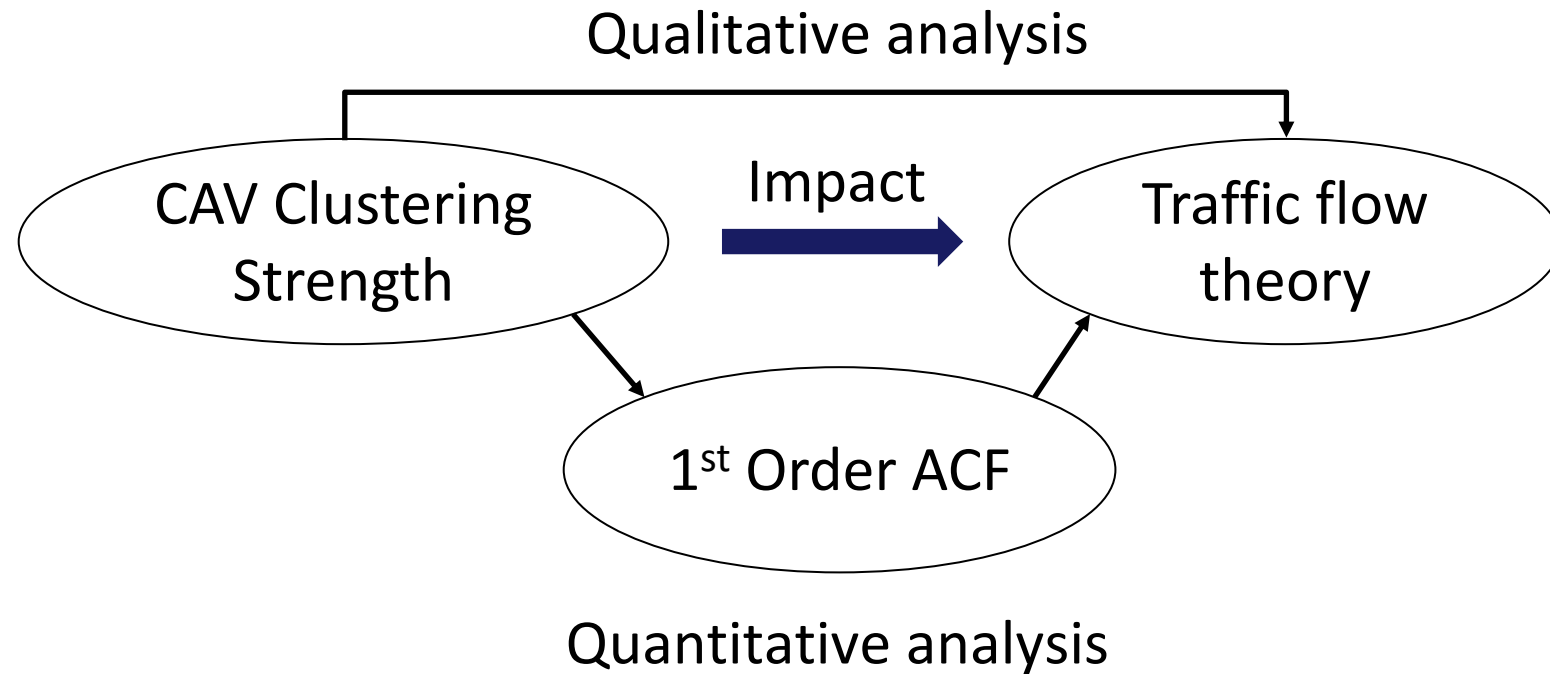 Qualitative analysis
CAV Clustering
Strength
Impact
Traffic flow
theory
1st Order ACF
Quantitative analysis